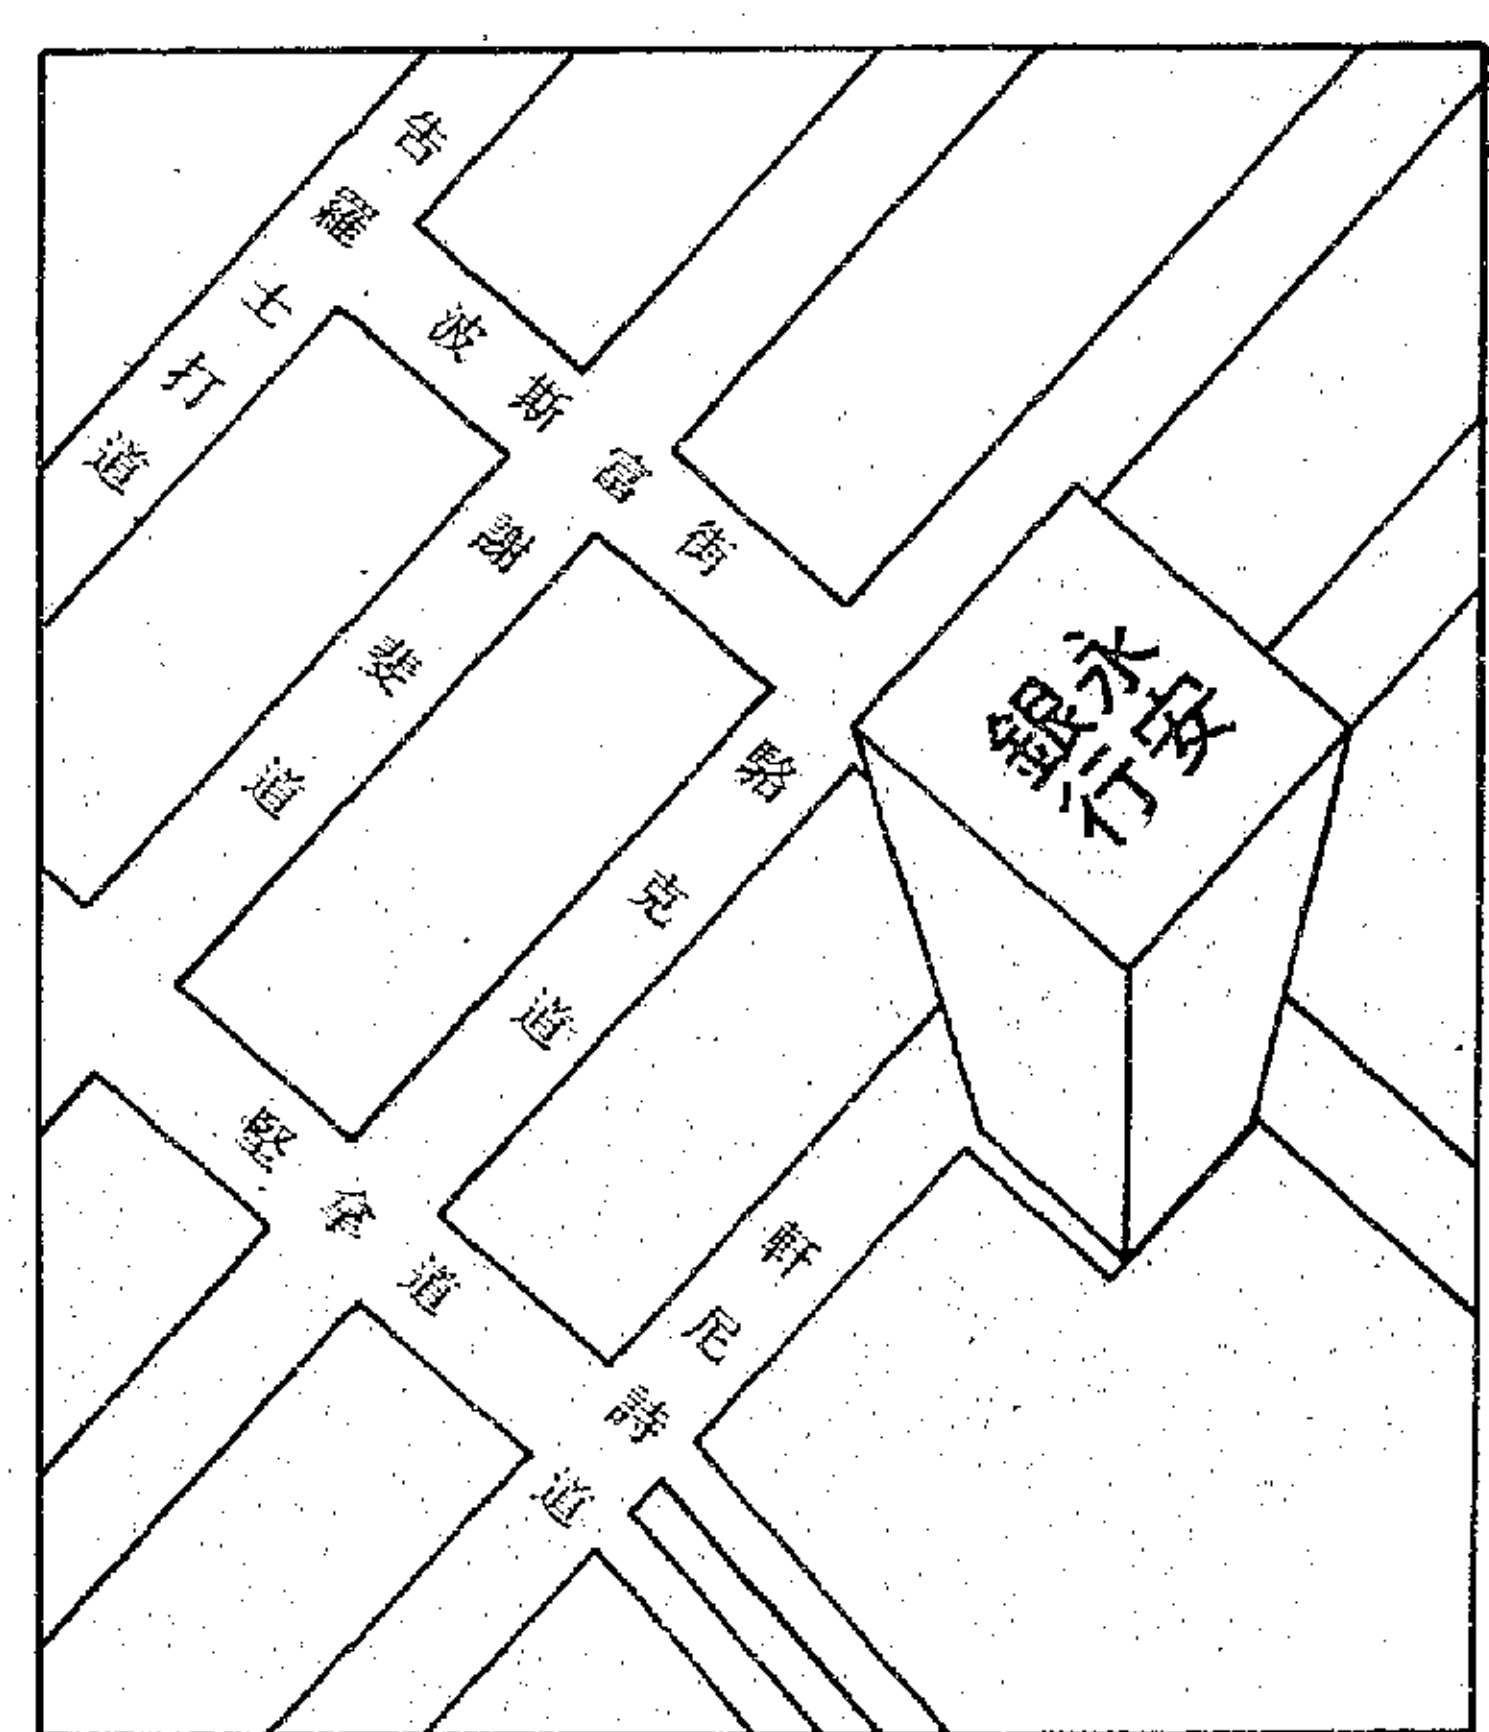 告羅士打道
波斯富街
謝斐道
駱克道
堅拿道
軒尼詩道
永安
銀行